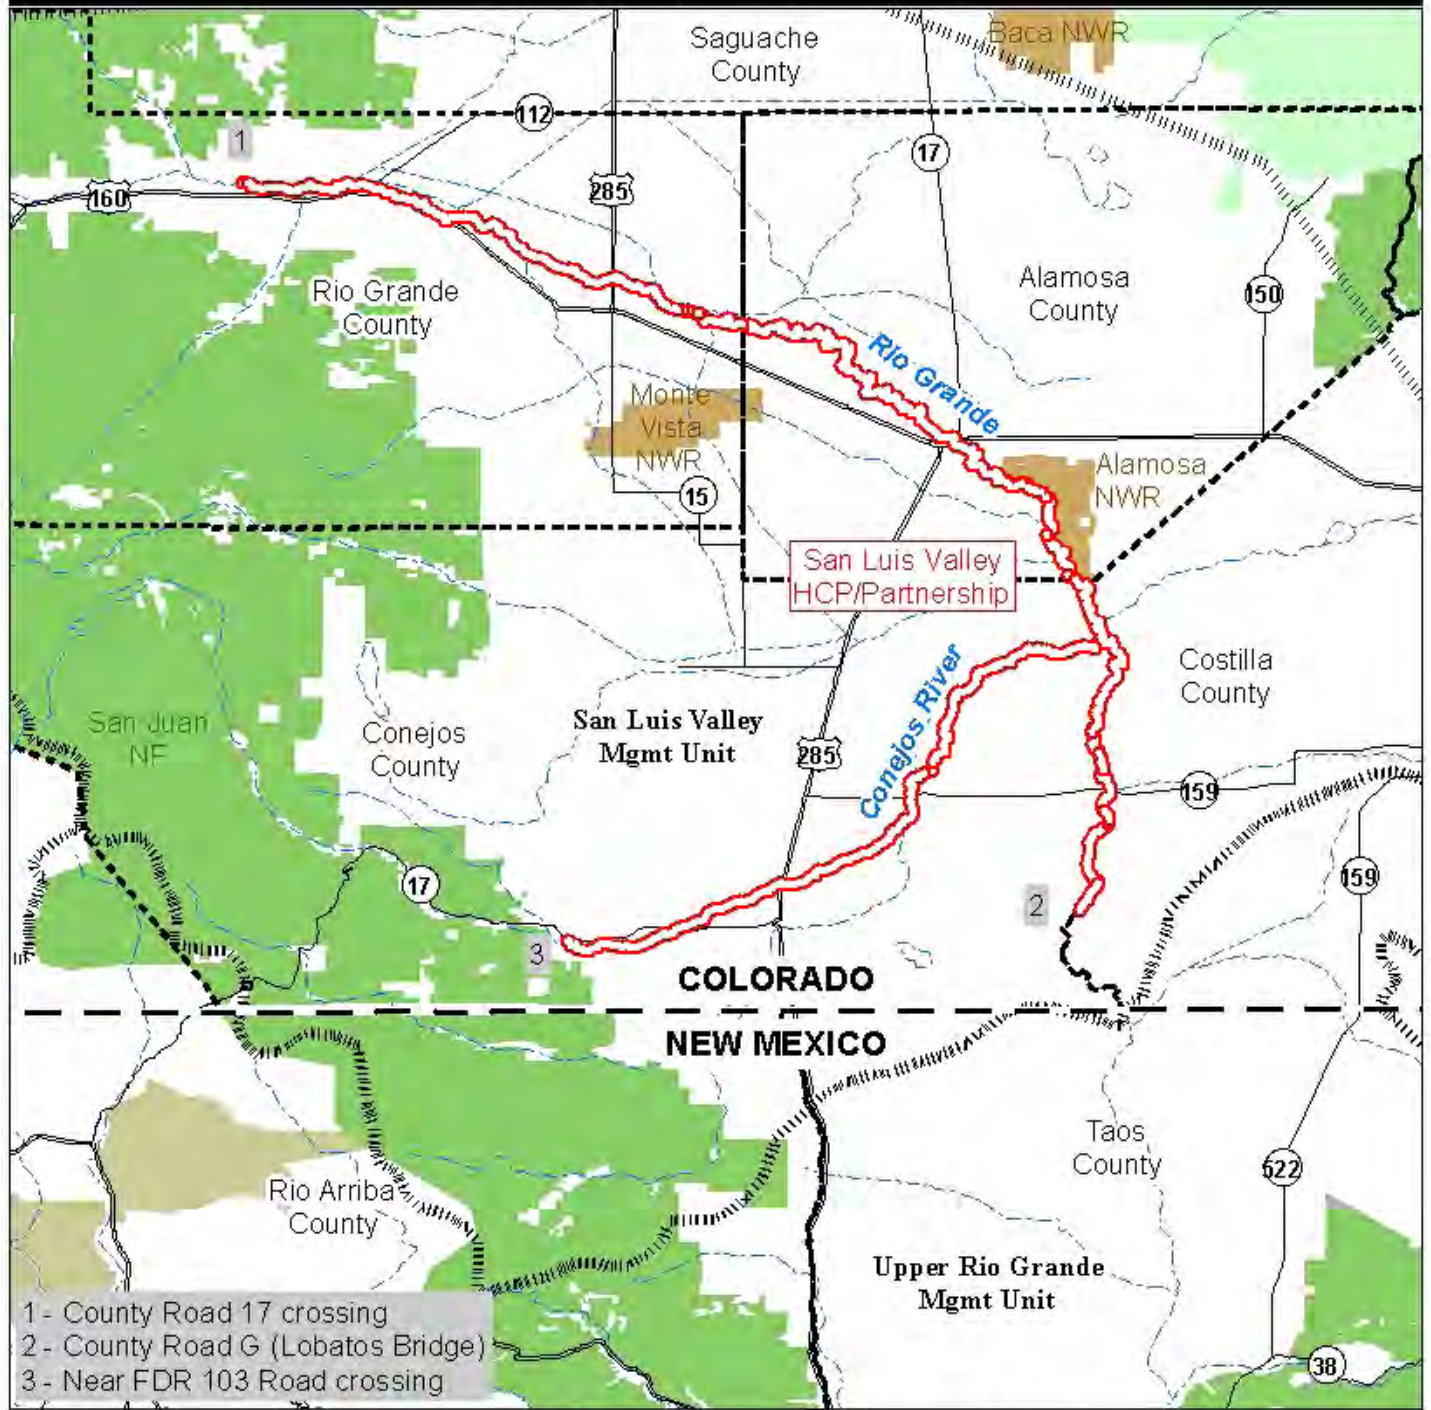 Saguache
County
Baca NWR
112
1
17
160
285
Rio Grande
County
Alamosa
County
150
Rio Grande
Monte
Vista
NWR
Alamosa
NWR
15
San Luis Valley
HCP/Partnership
Conejos River
Costilla
County
San Juan
NF
Conejos
County
San Luis Valley
Mgmt Unit
285
159
17
159
2
3
COLORADO
NEW MEXICO
Taos
County
522
Rio Arriba
County
Upper Rio Grande
Mgmt Unit
1 - County Road 17 crossing
2 - County Road G (Lobatos Bridge)
3 - Near FDR 103 Road crossing
38